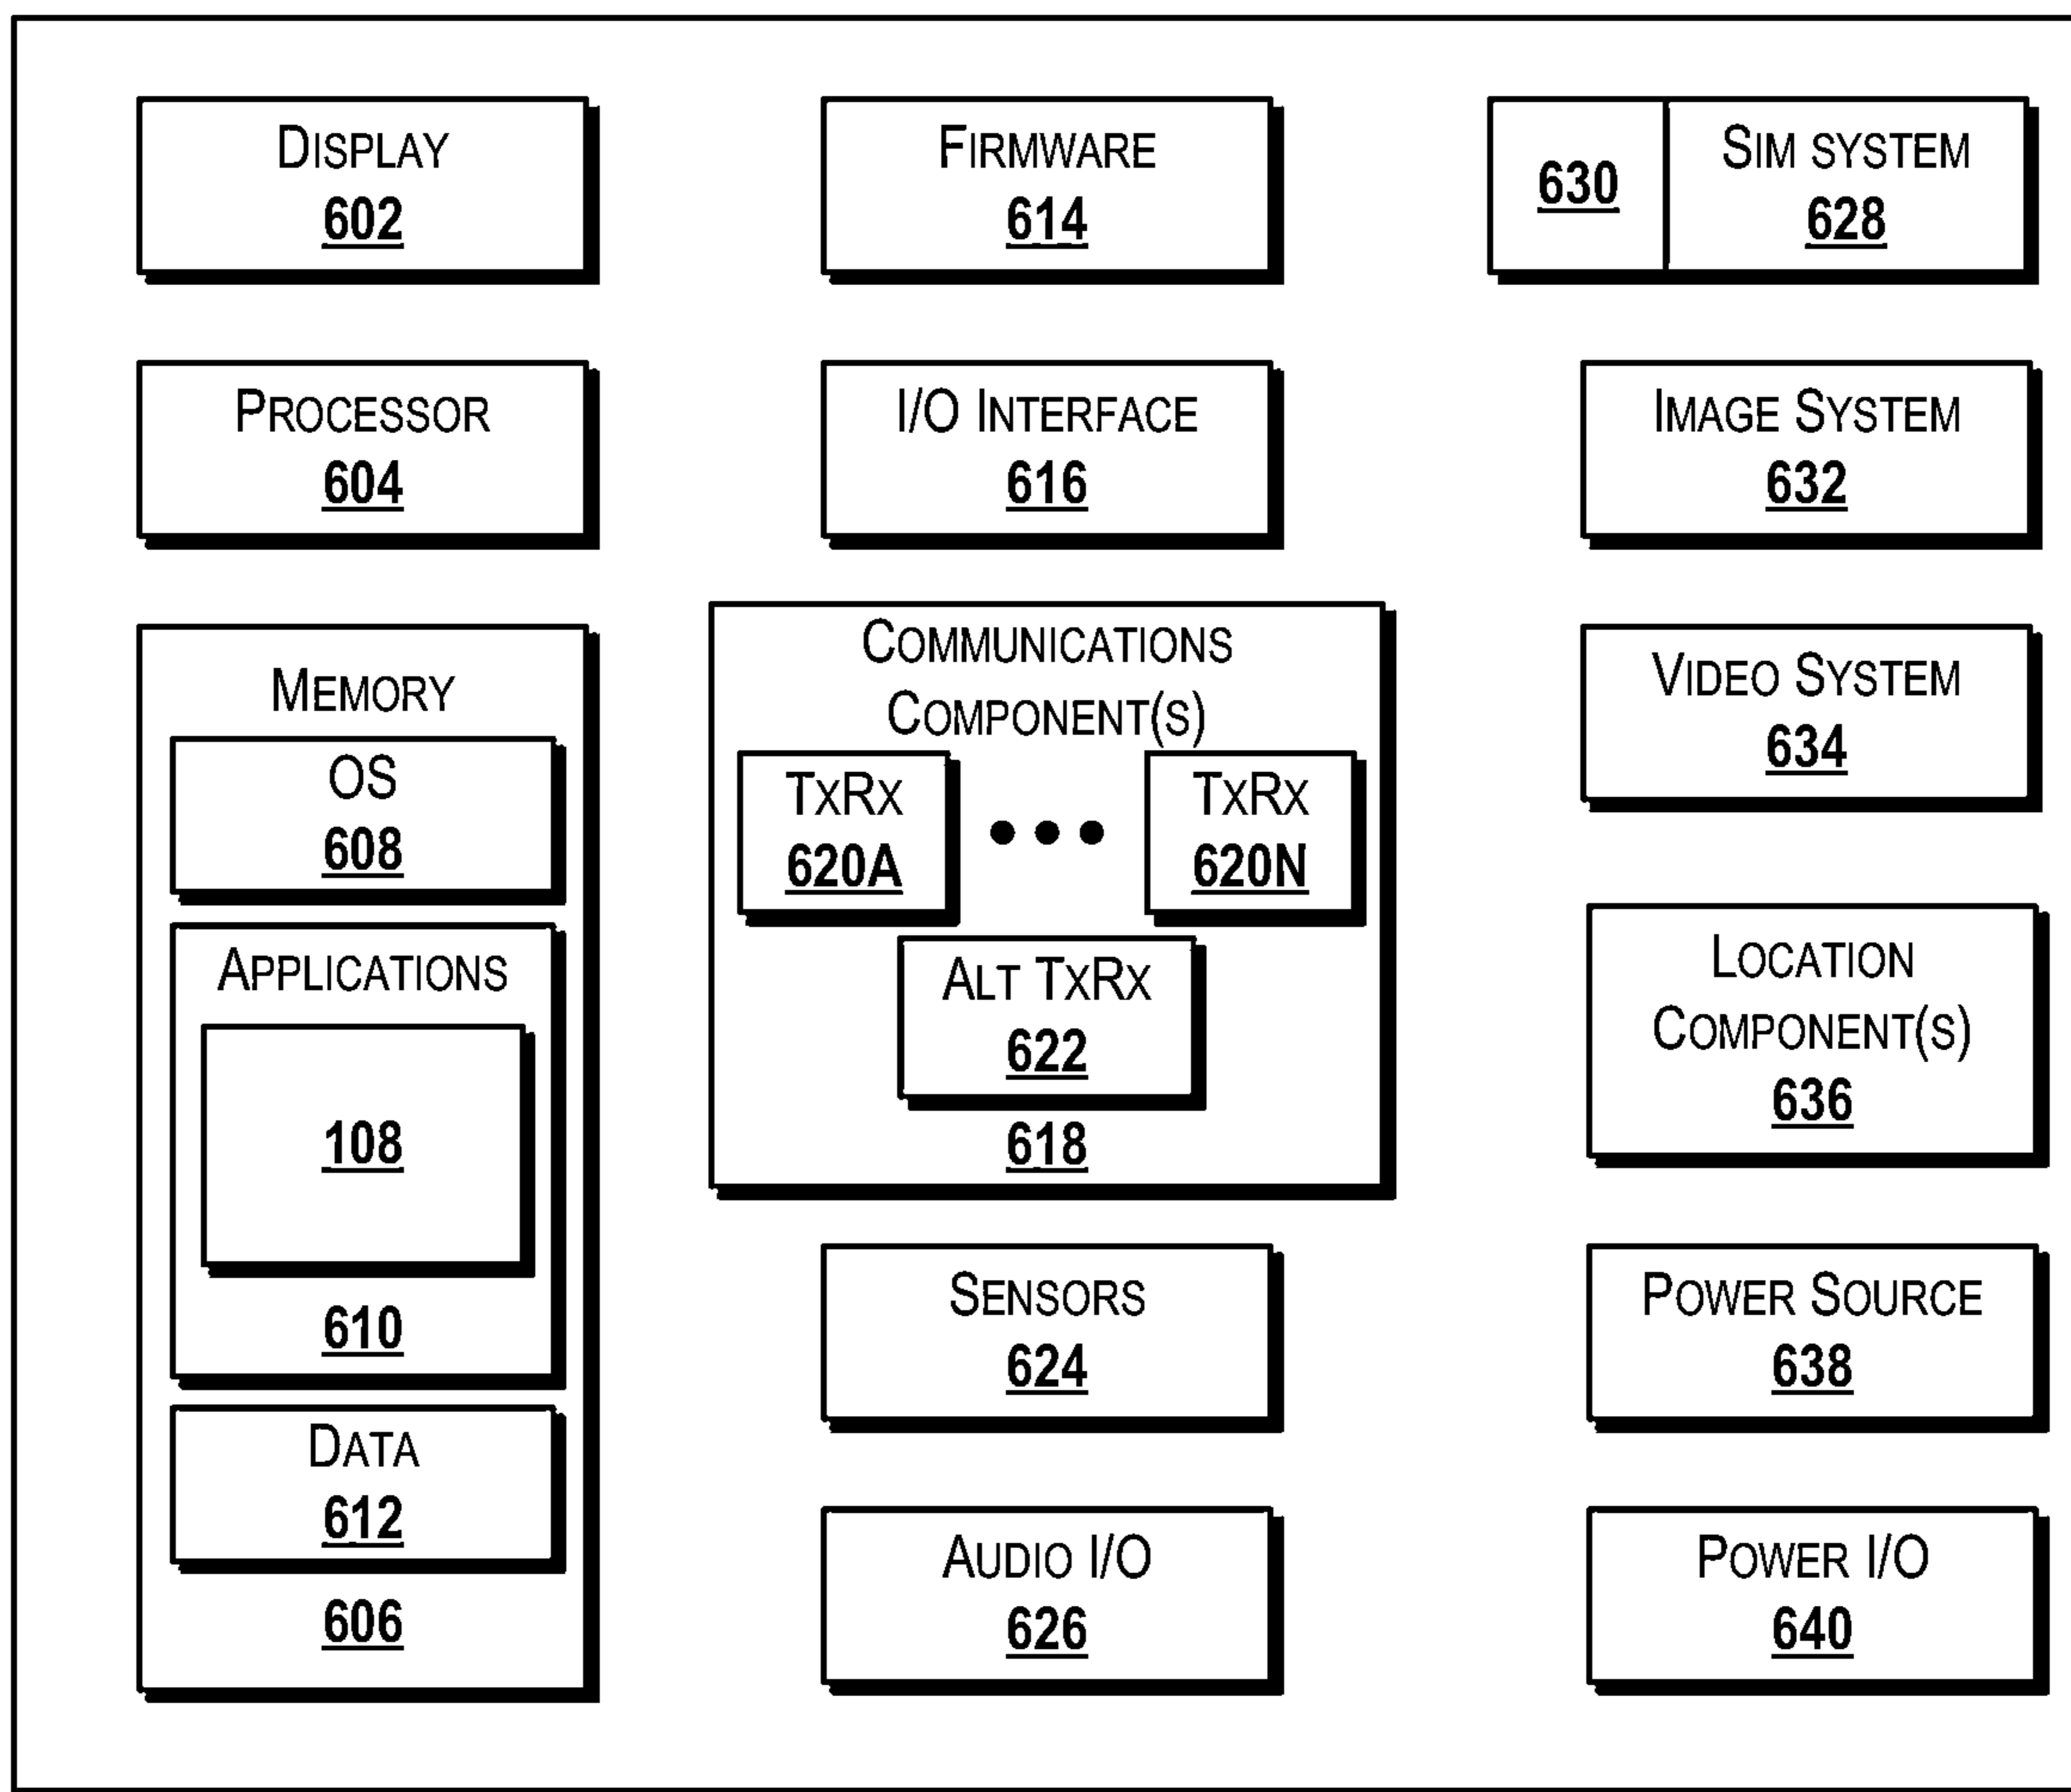 DISPLAY
602
PROCESSOR
604
MEMORY
OS
608
APPLICATIONS
108
610
DATA
612
606
FIRMWARE
614
I/O INTERFACE
616
COMMUNICATIONS
COMPONENT(S)
TXRX
620A
TXRX
620N
ALT TXRX
622
618
SENSORS
624
AUDIO I/O
626
630
SIM SYSTEM
628
IMAGE SYSTEM
632
VIDEO SYSTEM
634
LOCATION
COMPONENT(S)
636
POWER SOURCE
638
POWER I/O
640